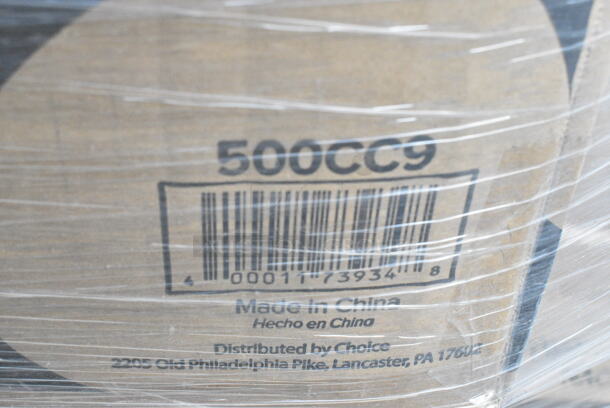 500CC9
4 00011 73934 8
Made in China
Hecho en China
Distributed by Choice
2205 Old Philadelphia Pike, Lancaster, PA 17602